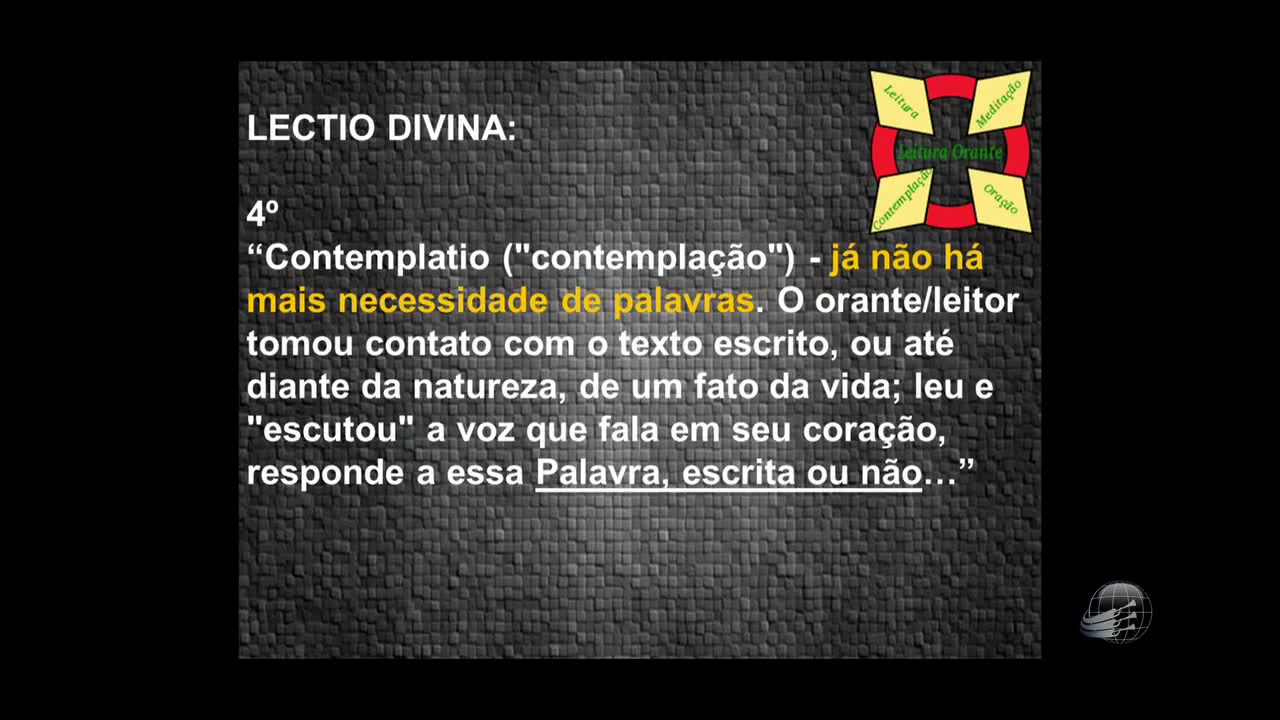 LECTIO DIVINA:
Leitura
Meditação
Leitura Orante
Contemplação
Oração
4º
“Contemplatio ("contemplação") - já não há
mais necessidade de palavras. O orante/leitor
tomou contato com o texto escrito, ou até
diante da natureza, de um fato da vida; leu e
"escutou" a voz que fala em seu coração,
responde a essa Palavra, escrita ou não...”